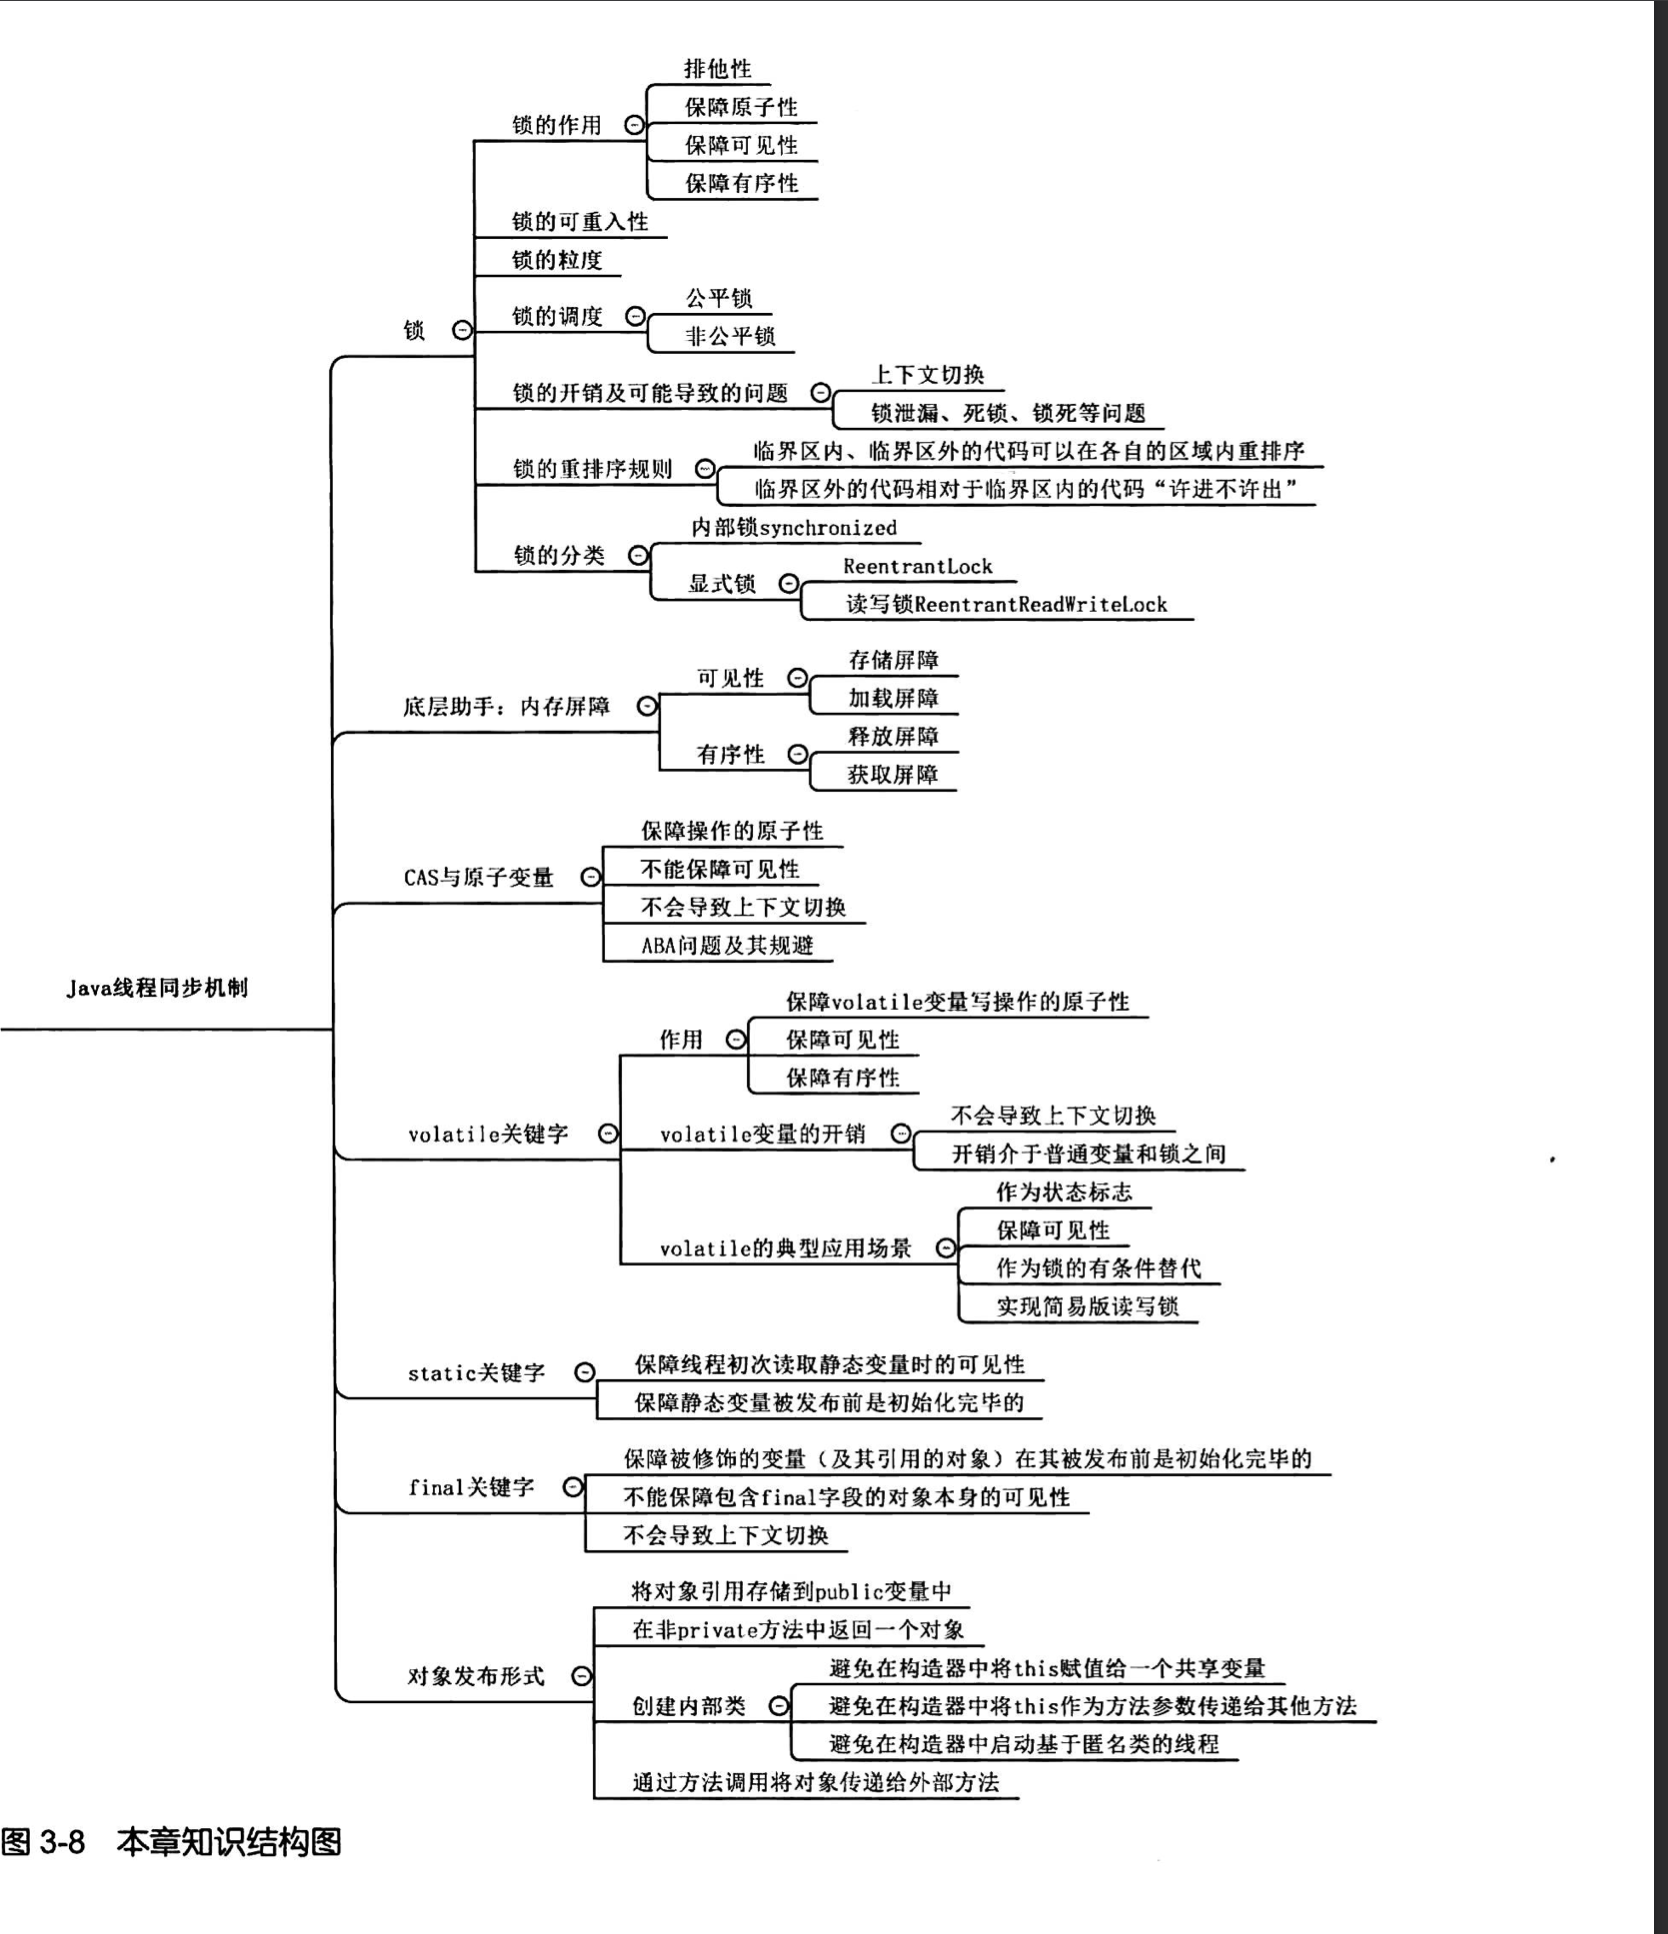 排他性
保障原子性
锁的作用
保障可见性
保障有序性
锁的可重入性
锁的粒度
公平锁
锁的调度
锁
非公平锁
上下文切换
锁的开销及可能导致的问题
锁泄漏、死锁、锁死等问题
临界区内、临界区外的代码可以在各自的区域内重排序
锁的重排序规则
临界区外的代码相对于临界区内的代码“许进不许出”
内部锁synchronized
锁的分类
ReentrantLock
显式锁
读写锁ReentrantReadWriteLock
存储屏障
可见性
加载屏障
底层助手：内存屏障
释放屏障
有序性
获取屏障
保障操作的原子性
不能保障可见性
CAS与原子变量
不会导致上下文切换
ABA问题及其规避
Java线程同步机制
保障volatile变量写操作的原子性
作用
保障可见性
保障有序性
不会导致上下文切换
volatile关键字
volatile变量的开销
开销介于普通变量和锁之间
作为状态标志
保障可见性
volatile的典型应用场景
作为锁的有条件替代
实现简易版读写锁
保障线程初次读取静态变量时的可见性
static关键字
保障静态变量被发布前是初始化完毕的
保障被修饰的变量（及其引用的对象）在其被发布前是初始化完毕的
final关键字
不能保障包含final字段的对象本身的可见性
不会导致上下文切换
将对象引用存储到public变量中
在非private方法中返回一个对象
对象发布形式
避免在构造器中将this赋值给一个共享变量
创建内部类
避免在构造器中将this作为方法参数传递给其他方法
避免在构造器中启动基于匿名类的线程
通过方法调用将对象传递给外部方法
图 3-8 本章知识结构图